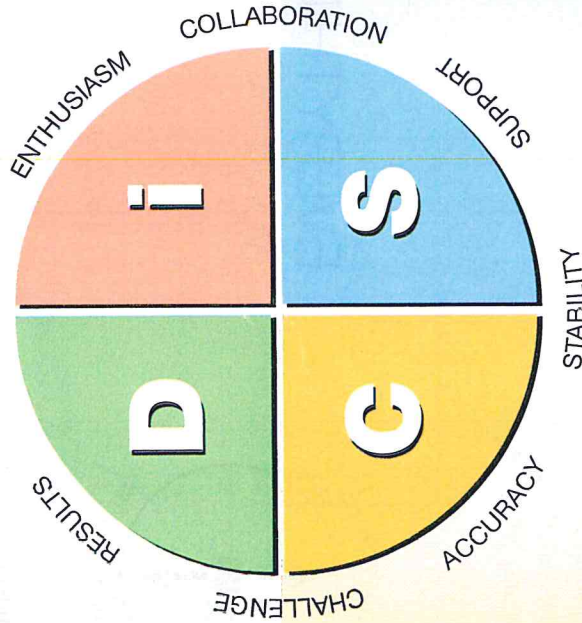 RESULTS
ENTHUSIASM
D
i
CHALLENGE
COLLABORATION
C
S
ACCURACY
SUPPORT
STABILITY